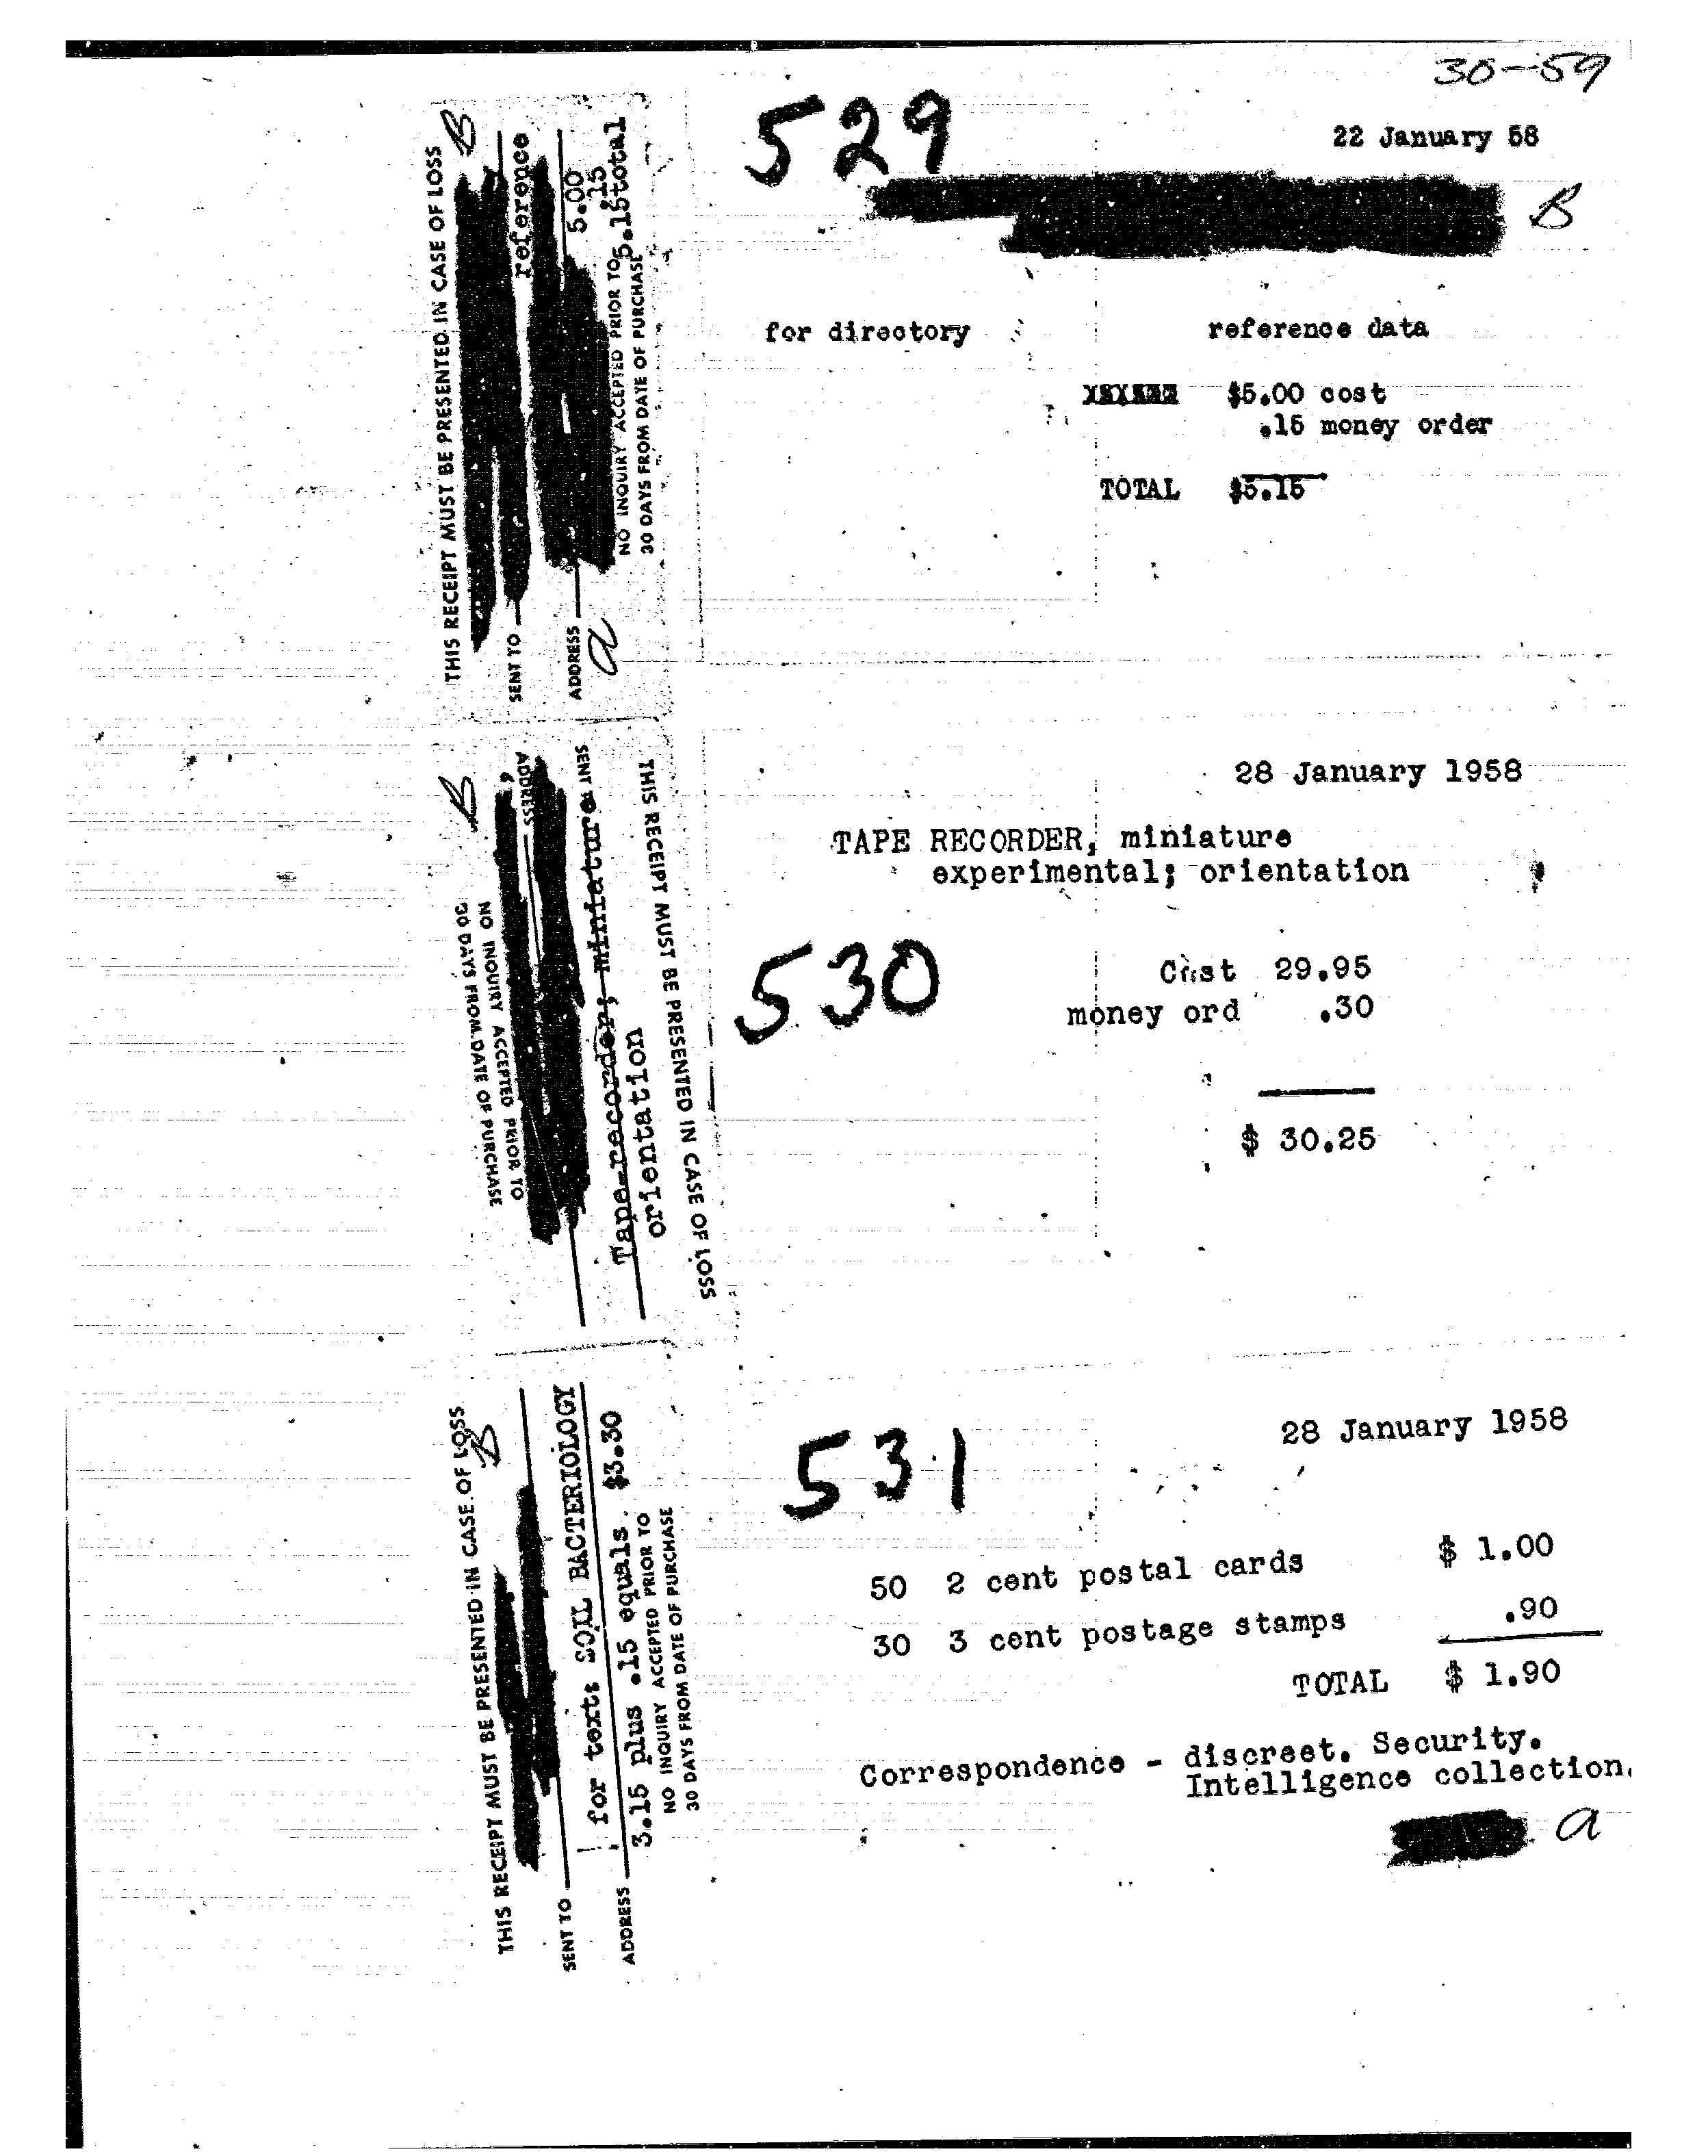 30-59
529
22 January 58
B
for directory
reference data
$5.00 cost
.15 money order
TOTAL $5.15
THIS RECEIPT MUST BE PRESENTED IN CASE OF LOSS
B
reference
SENT TO
5.00
.15
5.15total
ADDRESS
a
NO INQUIRY ACCEPTED PRIOR TO
30 DAYS FROM DATE OF PURCHASE
28 January 1958
TAPE RECORDER, miniature
experimental; orientation
530
Cost 29.95
money ord .30
$ 30.25
THIS RECEIPT MUST BE PRESENTED IN CASE OF LOSS
SENT
Tape recorder, miniature
orientation
ADDRESS
B
NO INQUIRY ACCEPTED PRIOR TO
30 DAYS FROM DATE OF PURCHASE
531
28 January 1958
50 2 cent postal cards $ 1.00
30 3 cent postage stamps .90
TOTAL $ 1.90
Correspondence - discreet. Security.
Intelligence collection.
a
THIS RECEIPT MUST BE PRESENTED IN CASE OF LOSS
B
SENT TO
for text: SOIL BACTERIOLOGY
ADDRESS
3.15 plus .15 equals $3.30
NO INQUIRY ACCEPTED PRIOR TO
30 DAYS FROM DATE OF PURCHASE